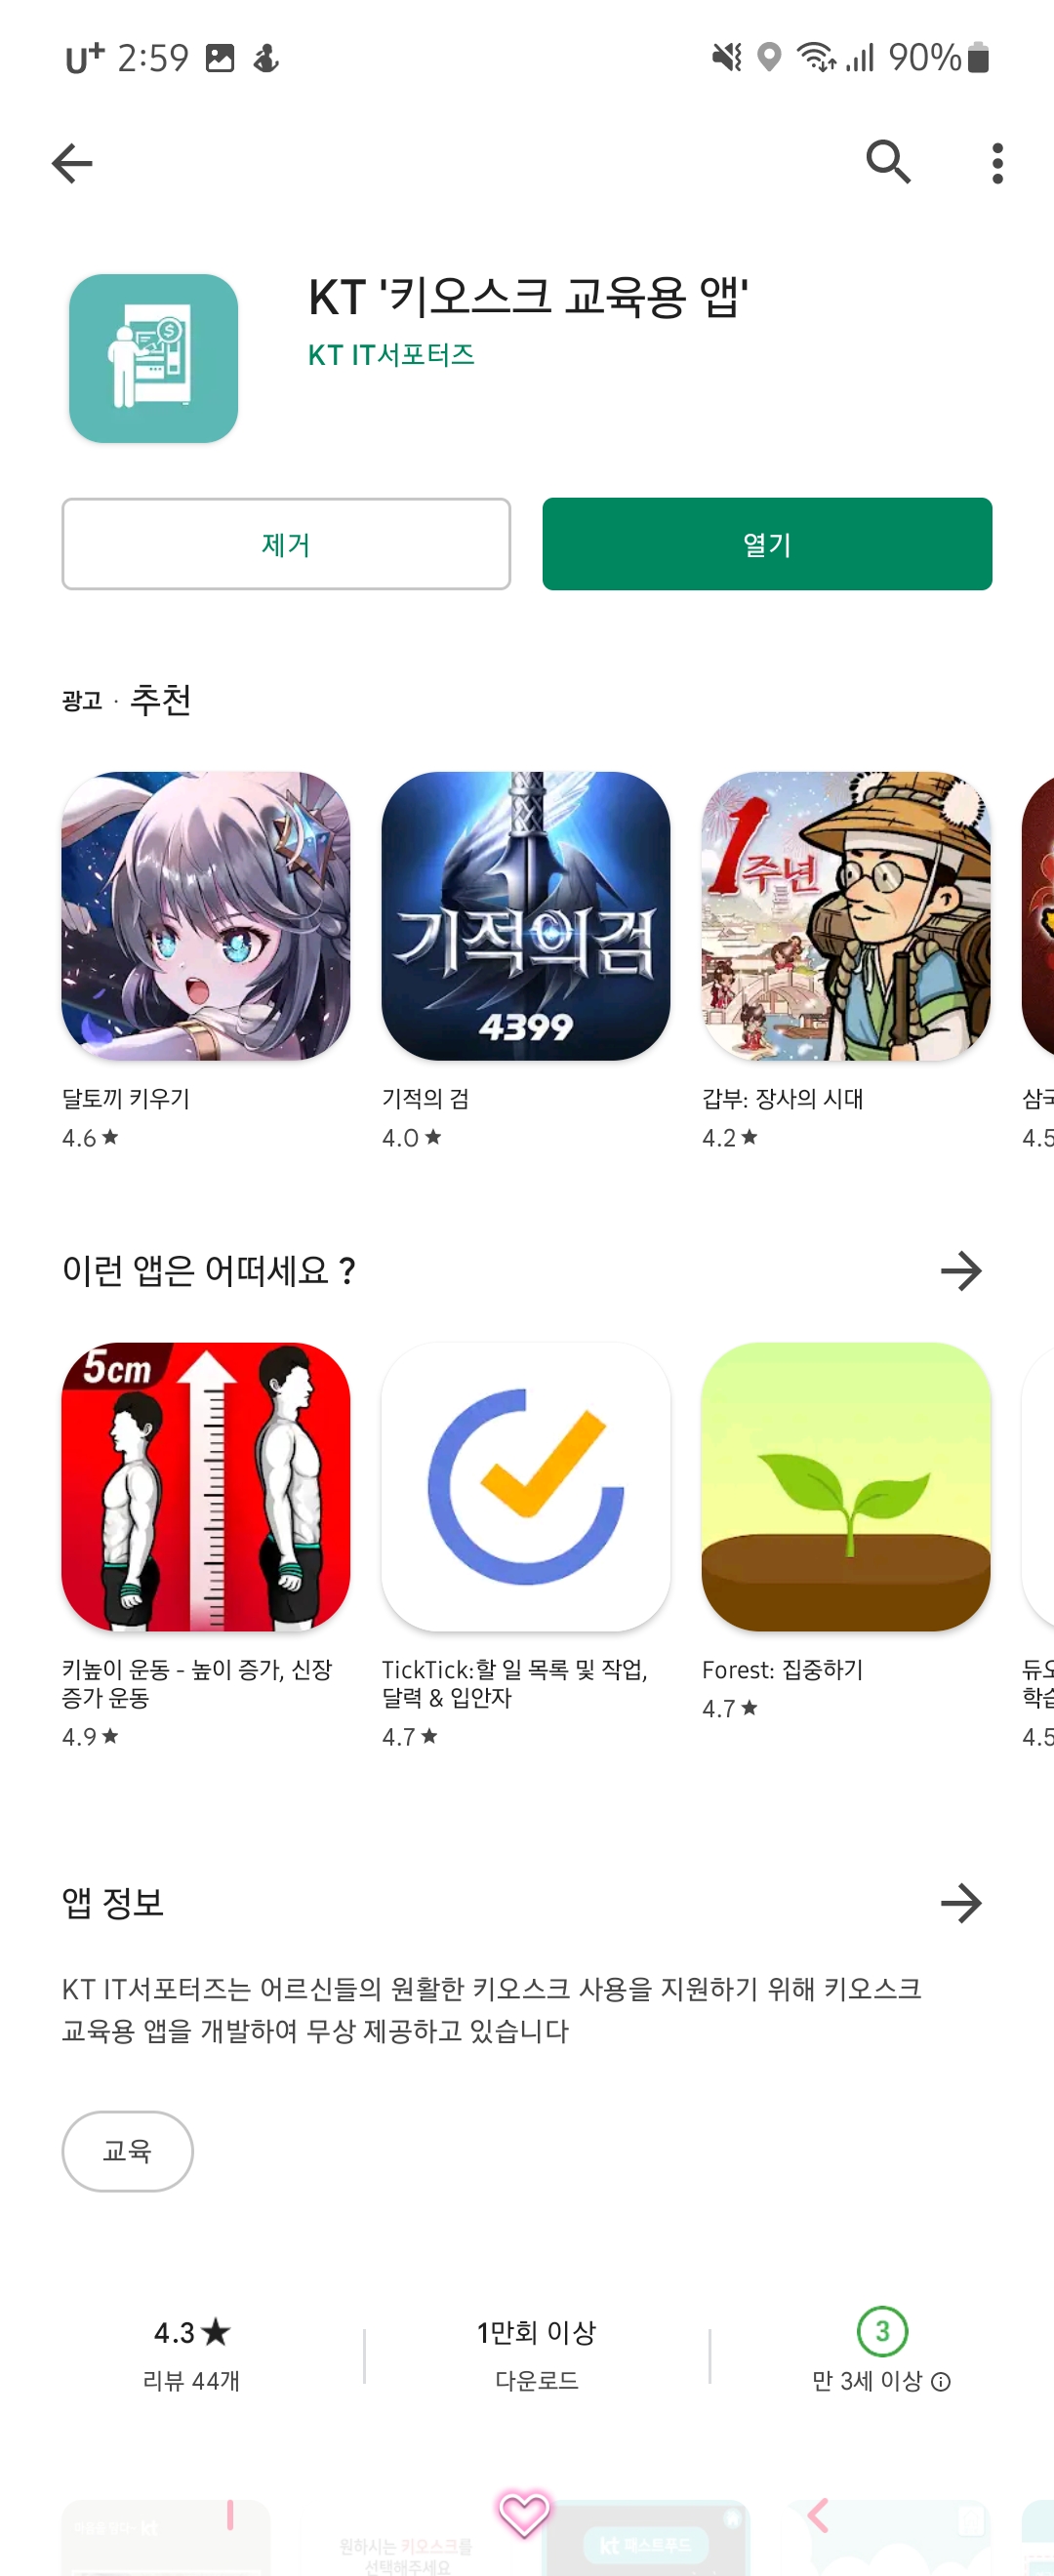 U+ 2:59 90%
KT '키오스크 교육용 앱'
KT IT서포터즈
제거
열기
광고 · 추천
1주년
기적의검
4399
달토끼 키우기
기적의 검
갑부: 장사의 시대
4.6★
4.0★
4.2★
4.5
이런 앱은 어떠세요 ?
5cm
키높이 운동 - 높이 증가, 신장
증가 운동
4.9★
TickTick:할 일 목록 및 작업,
달력 & 입안자
4.7★
Forest: 집중하기
4.7★
듀오
학습
4.5
앱 정보
KT IT서포터즈는 어르신들의 원활한 키오스크 사용을 지원하기 위해 키오스크
교육용 앱을 개발하여 무상 제공하고 있습니다
교육
4.3★
리뷰 44개
1만회 이상
다운로드
3
만 3세 이상
원하시는 키오스크를
선택해주세요
kt 패스트푸드